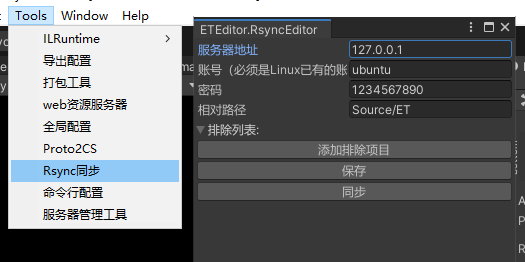 Tools Window Help
ILRuntime
导出配置
打包工具
web资源服务器
全局配置
Proto2CS
Rsync同步
命令行配置
服务器管理工具
ETEditor.RsyncEditor
服务器地址 127.0.0.1
账号（必须是Linux已有的账 ubuntu
密码 1234567890
相对路径 Source/ET
排除列表:
添加排除项目
保存
同步